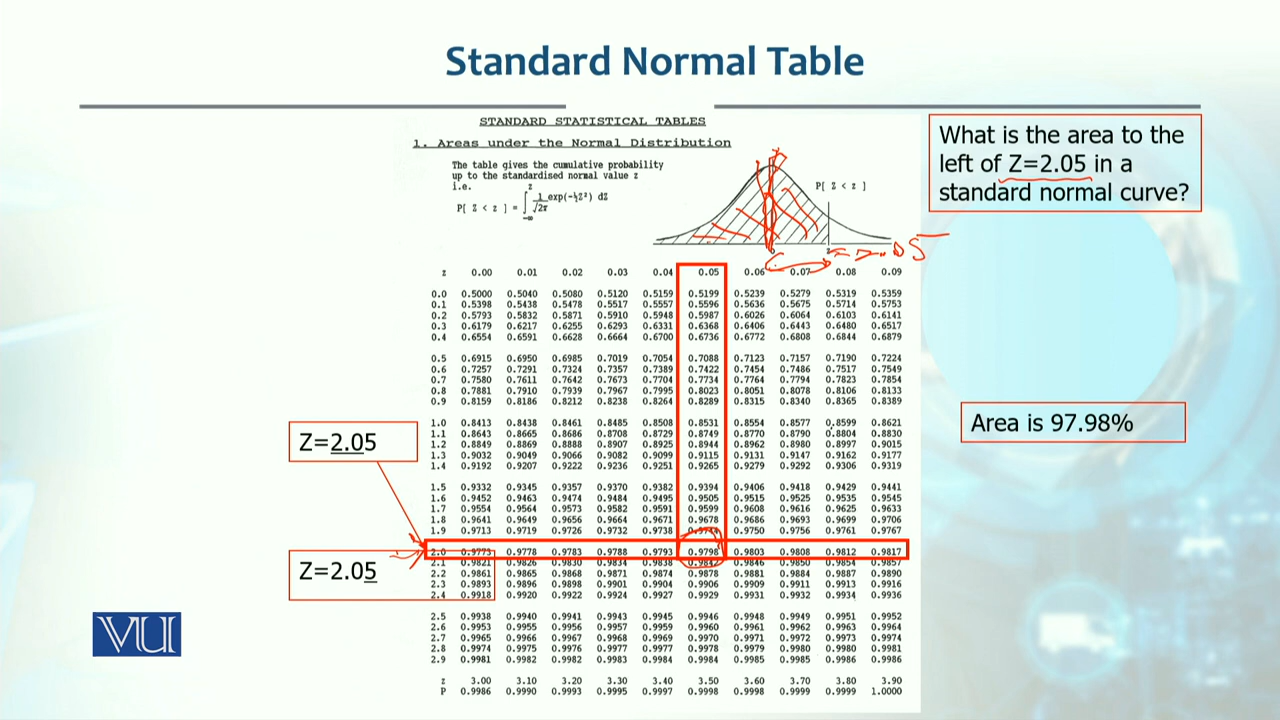 Standard Normal Table
STANDARD STATISTICAL TABLES
1. Areas under the Normal Distribution
The table gives the cumulative probability
up to the standardised normal value z
i.e.
z
P[ Z < z ] = ∫ 1/√2π exp(-½Z²) dZ
-∞
P[ Z < z ]
= 2.05
What is the area to the
left of Z=2.05 in a
standard normal curve?
z 0.00 0.01 0.02 0.03 0.04 0.05 0.06 0.07 0.08 0.09
0.0 0.5000 0.5040 0.5080 0.5120 0.5159 0.5199 0.5239 0.5279 0.5319 0.5359
0.1 0.5398 0.5438 0.5478 0.5517 0.5557 0.5596 0.5636 0.5675 0.5714 0.5753
0.2 0.5793 0.5832 0.5871 0.5910 0.5948 0.5987 0.6026 0.6064 0.6103 0.6141
0.3 0.6179 0.6217 0.6255 0.6293 0.6331 0.6368 0.6406 0.6443 0.6480 0.6517
0.4 0.6554 0.6591 0.6628 0.6664 0.6700 0.6736 0.6772 0.6808 0.6844 0.6879
0.5 0.6915 0.6950 0.6985 0.7019 0.7054 0.7088 0.7123 0.7157 0.7190 0.7224
0.6 0.7257 0.7291 0.7324 0.7357 0.7389 0.7422 0.7454 0.7486 0.7517 0.7549
0.7 0.7580 0.7611 0.7642 0.7673 0.7704 0.7734 0.7764 0.7794 0.7823 0.7854
0.8 0.7881 0.7910 0.7939 0.7967 0.7995 0.8023 0.8051 0.8078 0.8106 0.8133
0.9 0.8159 0.8186 0.8212 0.8238 0.8264 0.8289 0.8315 0.8340 0.8365 0.8389
1.0 0.8413 0.8438 0.8461 0.8485 0.8508 0.8531 0.8554 0.8577 0.8599 0.8621
1.1 0.8643 0.8665 0.8686 0.8708 0.8729 0.8749 0.8770 0.8790 0.8804 0.8830
1.2 0.8849 0.8869 0.8888 0.8907 0.8925 0.8944 0.8962 0.8980 0.8997 0.9015
1.3 0.9032 0.9049 0.9066 0.9082 0.9099 0.9115 0.9131 0.9147 0.9162 0.9177
1.4 0.9192 0.9207 0.9222 0.9236 0.9251 0.9265 0.9279 0.9292 0.9306 0.9319
1.5 0.9332 0.9345 0.9357 0.9370 0.9382 0.9394 0.9406 0.9418 0.9429 0.9441
1.6 0.9452 0.9463 0.9474 0.9484 0.9495 0.9505 0.9515 0.9525 0.9535 0.9545
1.7 0.9554 0.9564 0.9573 0.9582 0.9591 0.9599 0.9608 0.9616 0.9625 0.9633
1.8 0.9641 0.9649 0.9656 0.9664 0.9671 0.9678 0.9686 0.9693 0.9699 0.9706
1.9 0.9713 0.9719 0.9726 0.9732 0.9738 0.9750 0.9756 0.9761 0.9767
2.0 0.9773 0.9778 0.9783 0.9788 0.9793 0.9798 0.9803 0.9808 0.9812 0.9817
2.1 0.9821 0.9826 0.9830 0.9834 0.9838 0.9842 0.9846 0.9850 0.9854 0.9857
2.2 0.9861 0.9865 0.9868 0.9871 0.9874 0.9878 0.9881 0.9884 0.9887 0.9890
2.3 0.9893 0.9896 0.9898 0.9901 0.9904 0.9906 0.9909 0.9911 0.9913 0.9916
2.4 0.9918 0.9920 0.9922 0.9924 0.9927 0.9929 0.9931 0.9932 0.9934 0.9936
2.5 0.9938 0.9940 0.9941 0.9943 0.9945 0.9946 0.9948 0.9949 0.9951 0.9952
2.6 0.9953 0.9955 0.9956 0.9957 0.9959 0.9960 0.9961 0.9962 0.9963 0.9964
2.7 0.9965 0.9966 0.9967 0.9968 0.9969 0.9970 0.9971 0.9972 0.9973 0.9974
2.8 0.9974 0.9975 0.9976 0.9977 0.9977 0.9978 0.9979 0.9980 0.9980 0.9981
2.9 0.9981 0.9982 0.9982 0.9983 0.9984 0.9984 0.9985 0.9985 0.9986 0.9986
z 3.00 3.10 3.20 3.30 3.40 3.50 3.60 3.70 3.80 3.90
P 0.9986 0.9990 0.9993 0.9995 0.9997 0.9998 0.9998 0.9999 0.9999 1.0000
Z=2.05
Z=2.05
Area is 97.98%
VU